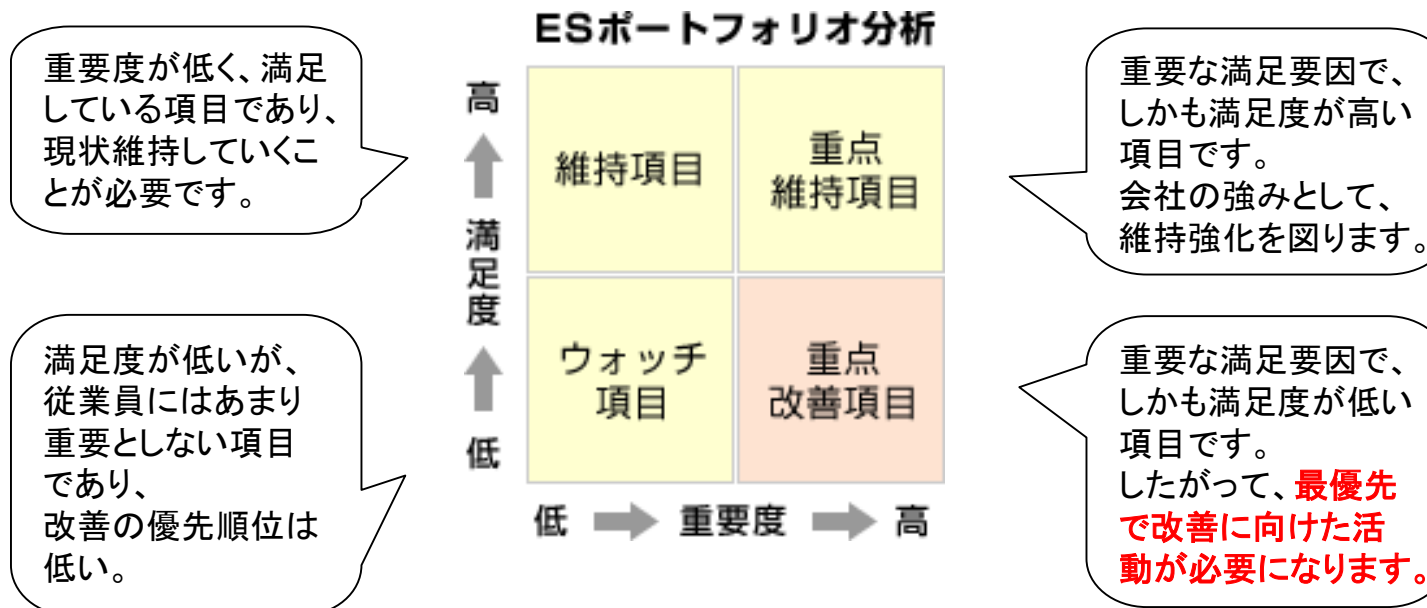 ESポートフォリオ分析
重要度が低く、満足
している項目であり、
現状維持していくこ
とが必要です。
高
満足度
低
維持項目
重点
維持項目
重要な満足要因で、
しかも満足度が高い
項目です。
会社の強みとして、
維持強化を図ります。
満足度が低いが、
従業員にはあまり
重要としない項目
であり、
改善の優先順位は
低い。
ウォッチ
項目
重点
改善項目
重要な満足要因で、
しかも満足度が低い
項目です。
したがって、最優先
で改善に向けた活
動が必要になります。
低 重要度 高